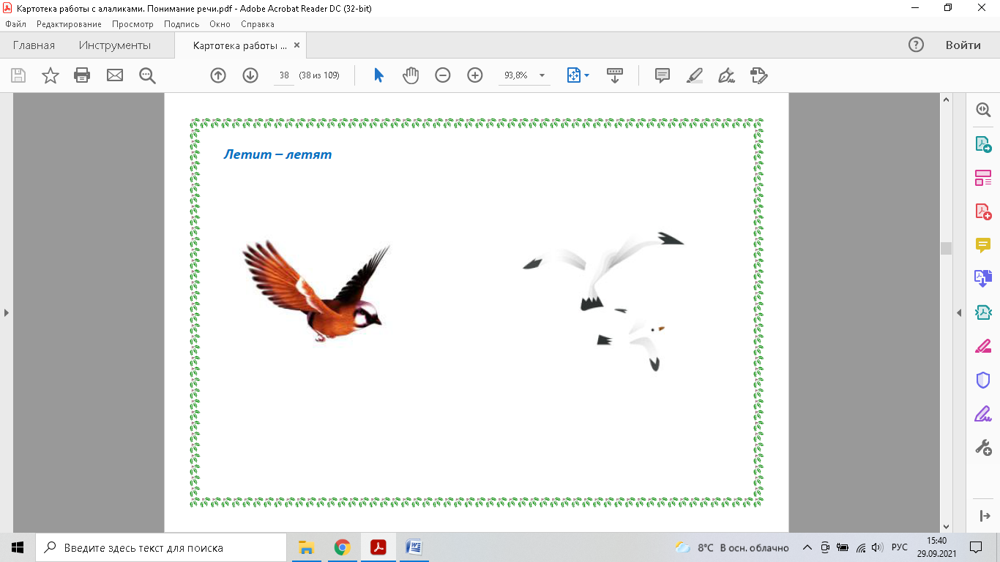 Картотека работы с алаликами. Понимание речи.pdf - Adobe Acrobat Reader DC (32-bit)
Файл Редактирование Просмотр Подпись Окно Справка
Главная Инструменты Картотека работы ... × Войти
38 (38 из 109) 93,8%
Летит – летят
Введите здесь текст для поиска
8°C В осн. облачно
РУС
15:40
29.09.2021